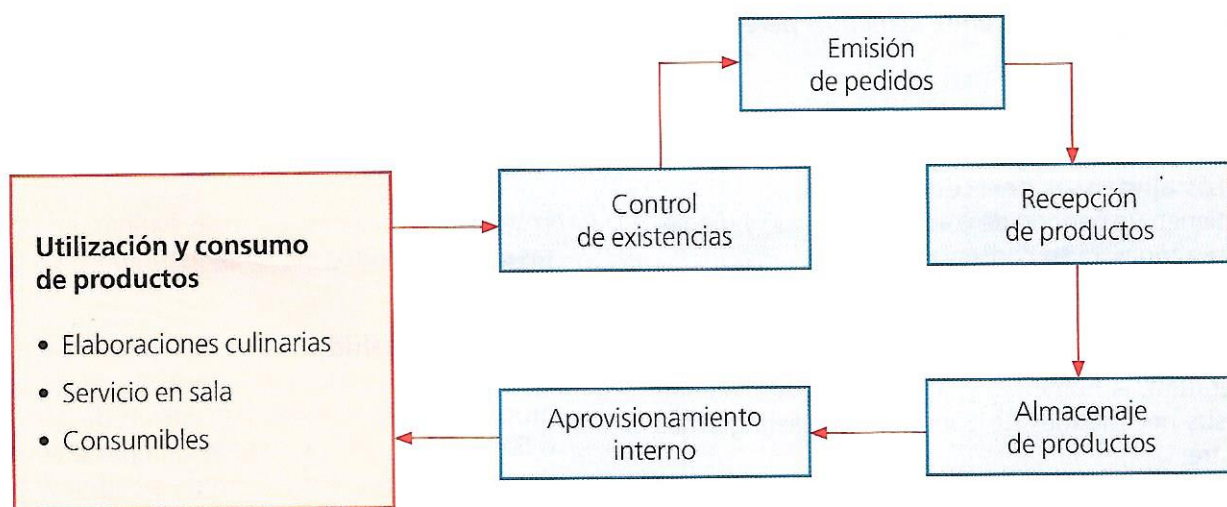 Emisión
de pedidos
Control
de existencias
Recepción
de productos
Utilización y consumo
de productos
• Elaboraciones culinarias
• Servicio en sala
• Consumibles
Aprovisionamiento
interno
Almacenaje
de productos